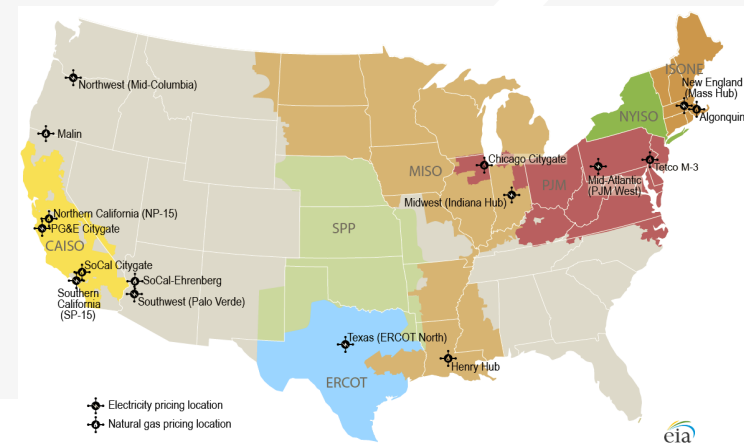 ISONE
New England
(Mass Hub)
Northwest (Mid-Columbia)
NYISO
Algonquin
Malin
Chicago Citygate
Tetco M-3
MISO
PJM
Mid-Atlantic
(PJM West)
Midwest (Indiana Hub)
Northern California (NP-15)
PG&E Citygate
SPP
CAISO
SoCal Citygate
SoCal-Ehrenberg
Southern
California
(SP-15)
Southwest (Palo Verde)
Texas (ERCOT North)
Henry Hub
ERCOT
Electricity pricing location
Natural gas pricing location
eia